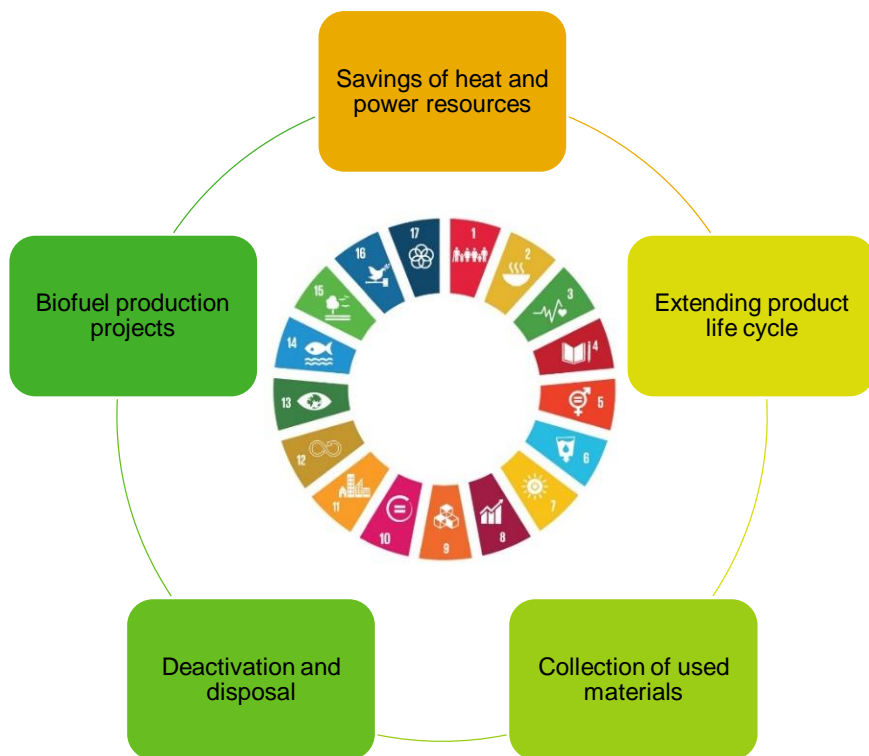 Savings of heat and
power resources
Extending product
life cycle
Collection of used
materials
Deactivation and
disposal
Biofuel production
projects
1
2
3
4
5
6
7
8
9
10
11
12
13
14
15
16
17